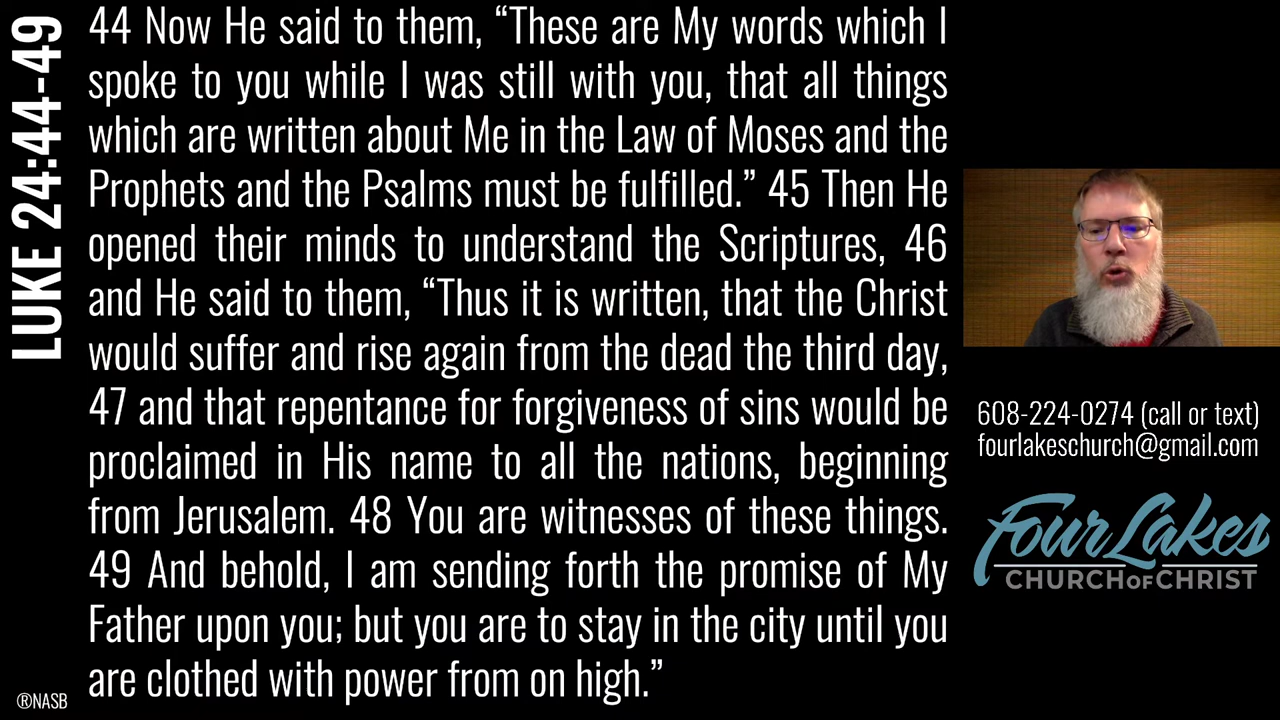 LUKE 24:44-49
44 Now He said to them, “These are My words which I
spoke to you while I was still with you, that all things
which are written about Me in the Law of Moses and the
Prophets and the Psalms must be fulfilled.” 45 Then He
opened their minds to understand the Scriptures, 46
and He said to them, “Thus it is written, that the Christ
would suffer and rise again from the dead the third day,
47 and that repentance for forgiveness of sins would be
proclaimed in His name to all the nations, beginning
from Jerusalem. 48 You are witnesses of these things.
49 And behold, I am sending forth the promise of My
Father upon you; but you are to stay in the city until you
are clothed with power from on high.”
®NASB
608-224-0274 (call or text)
fourlakeschurch@gmail.com
Four Lakes
CHURCH OF CHRIST